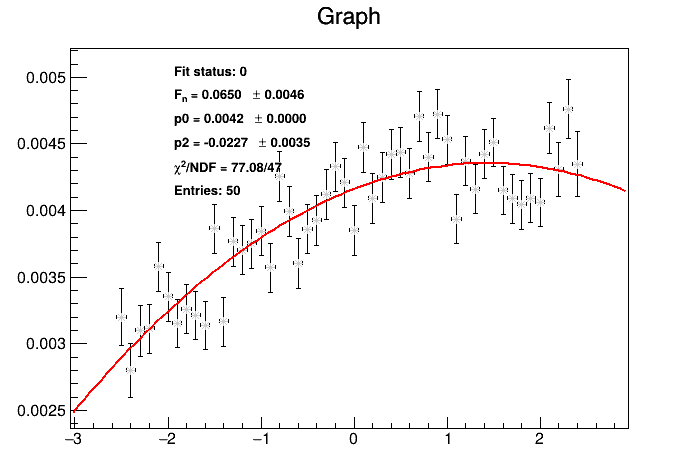 Graph
Fit status: 0
Fn = 0.0650 ± 0.0046
p0 = 0.0042 ± 0.0000
p2 = -0.0227 ± 0.0035
χ²/NDF = 77.08/47
Entries: 50
0.005
0.0045
0.004
0.0035
0.003
0.0025
−3 −2 −1 0 1 2